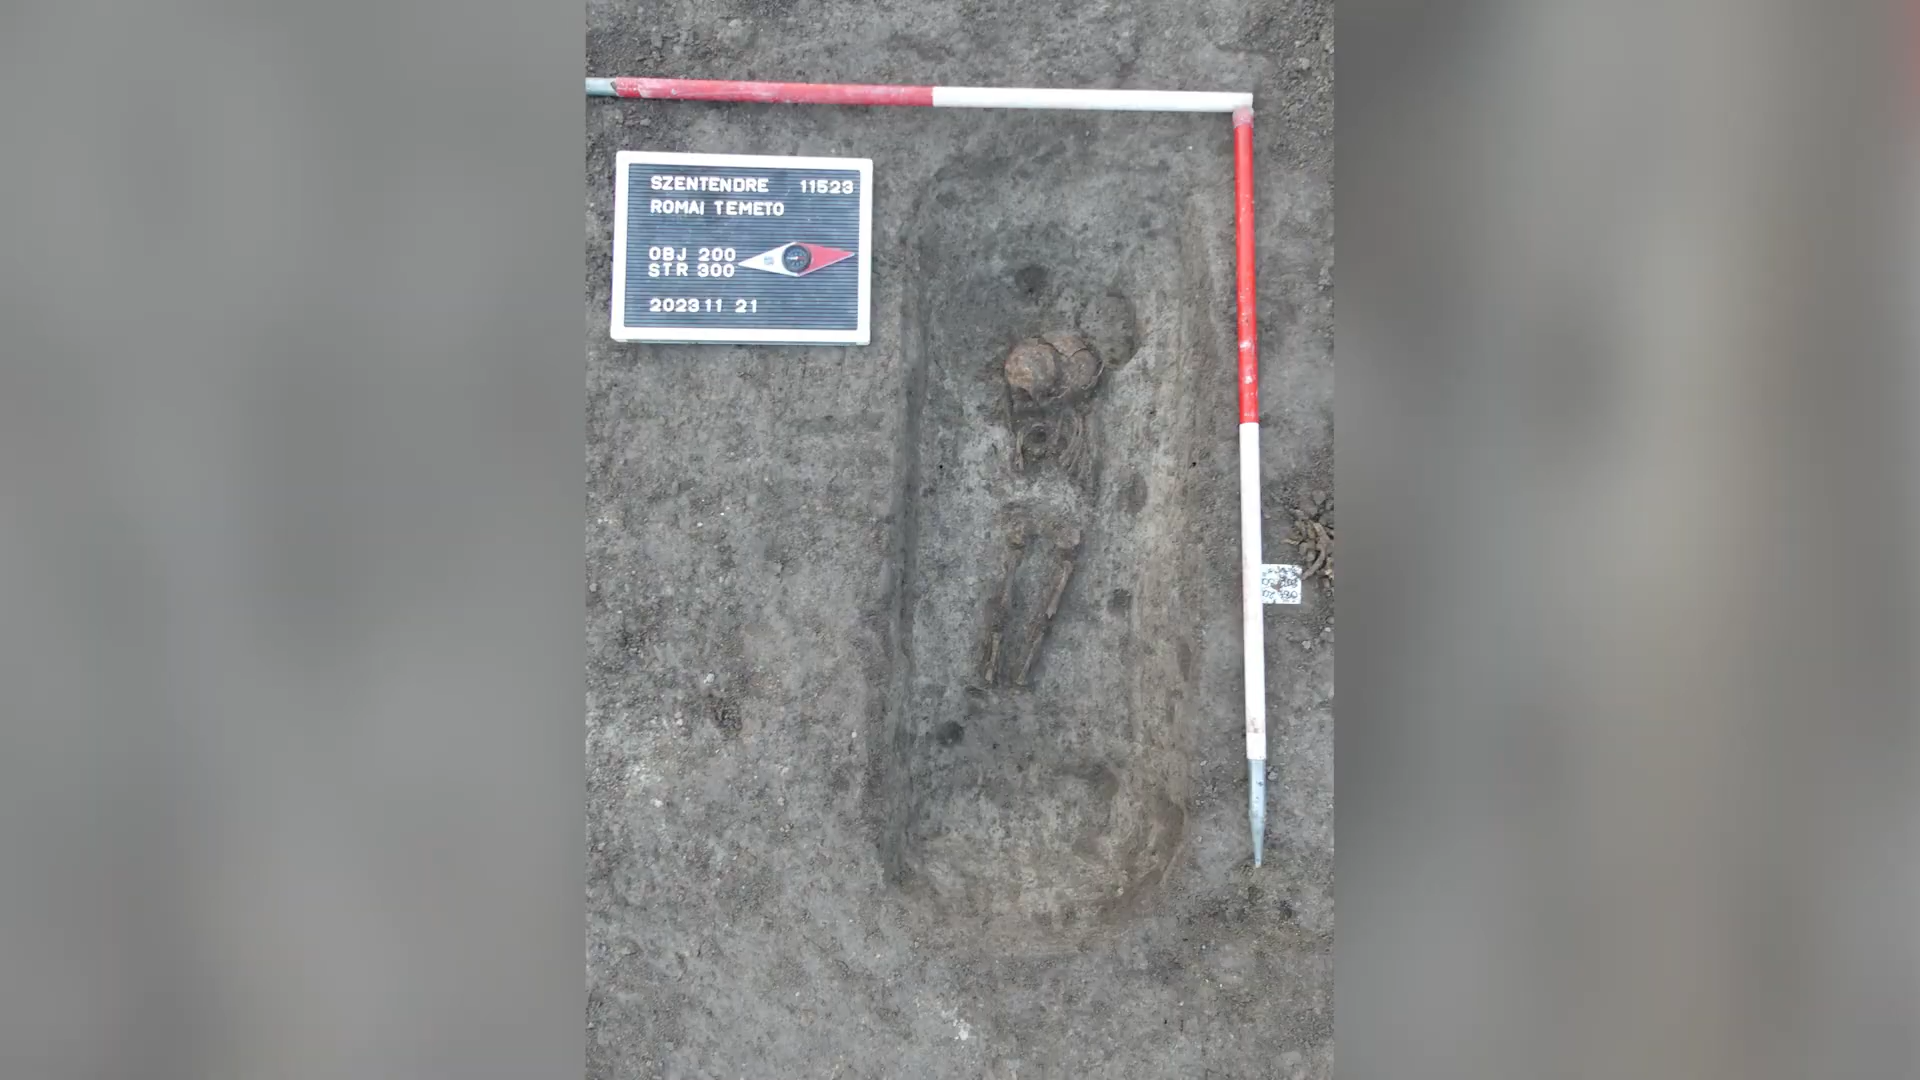 SZENTENDRE 11523
ROMAI TEMETO
OBJ 200
STR 300
2023 11 21